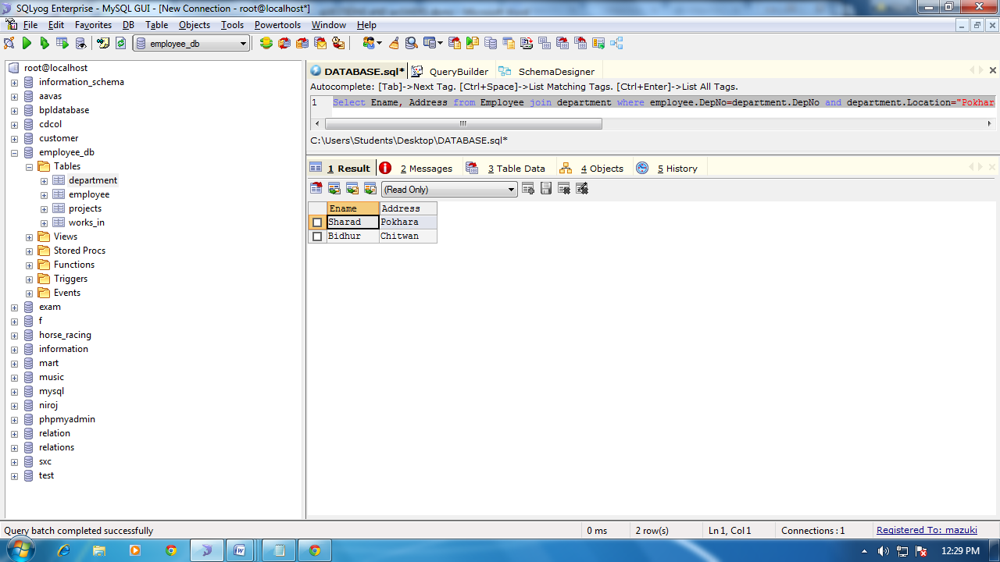 SQLyog Enterprise - MySQL GUI - [New Connection - root@localhost*]
File Edit Favorites DB Table Objects Tools Powertools Window Help
employee_db
root@localhost
information_schema
aavas
bpldatabase
cdcol
customer
employee_db
Tables
department
employee
projects
works_in
Views
Stored Procs
Functions
Triggers
Events
exam
f
horse_racing
information
mart
music
mysql
niroj
phpmyadmin
relation
relations
sxc
test
DATABASE.sql* QueryBuilder SchemaDesigner
Autocomplete: [Tab]->Next Tag. [Ctrl+Space]->List Matching Tags. [Ctrl+Enter]->List All Tags.
1 Select Ename, Address from Employee join department where employee.DepNo=department.DepNo and department.Location="Pokhar
C:\Users\Students\Desktop\DATABASE.sql*
1 Result 2 Messages 3 Table Data 4 Objects 5 History
(Read Only)
Ename Address
Sharad Pokhara
Bidhur Chitwan
Query batch completed successfully 0 ms 2 row(s) Ln 1, Col 1 Connections : 1 Registered To: mazuki
12:29 PM